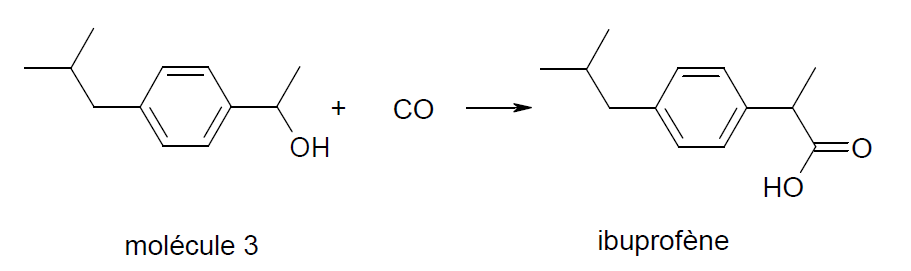 + CO
OH
O
HO
molécule 3
ibuprofène